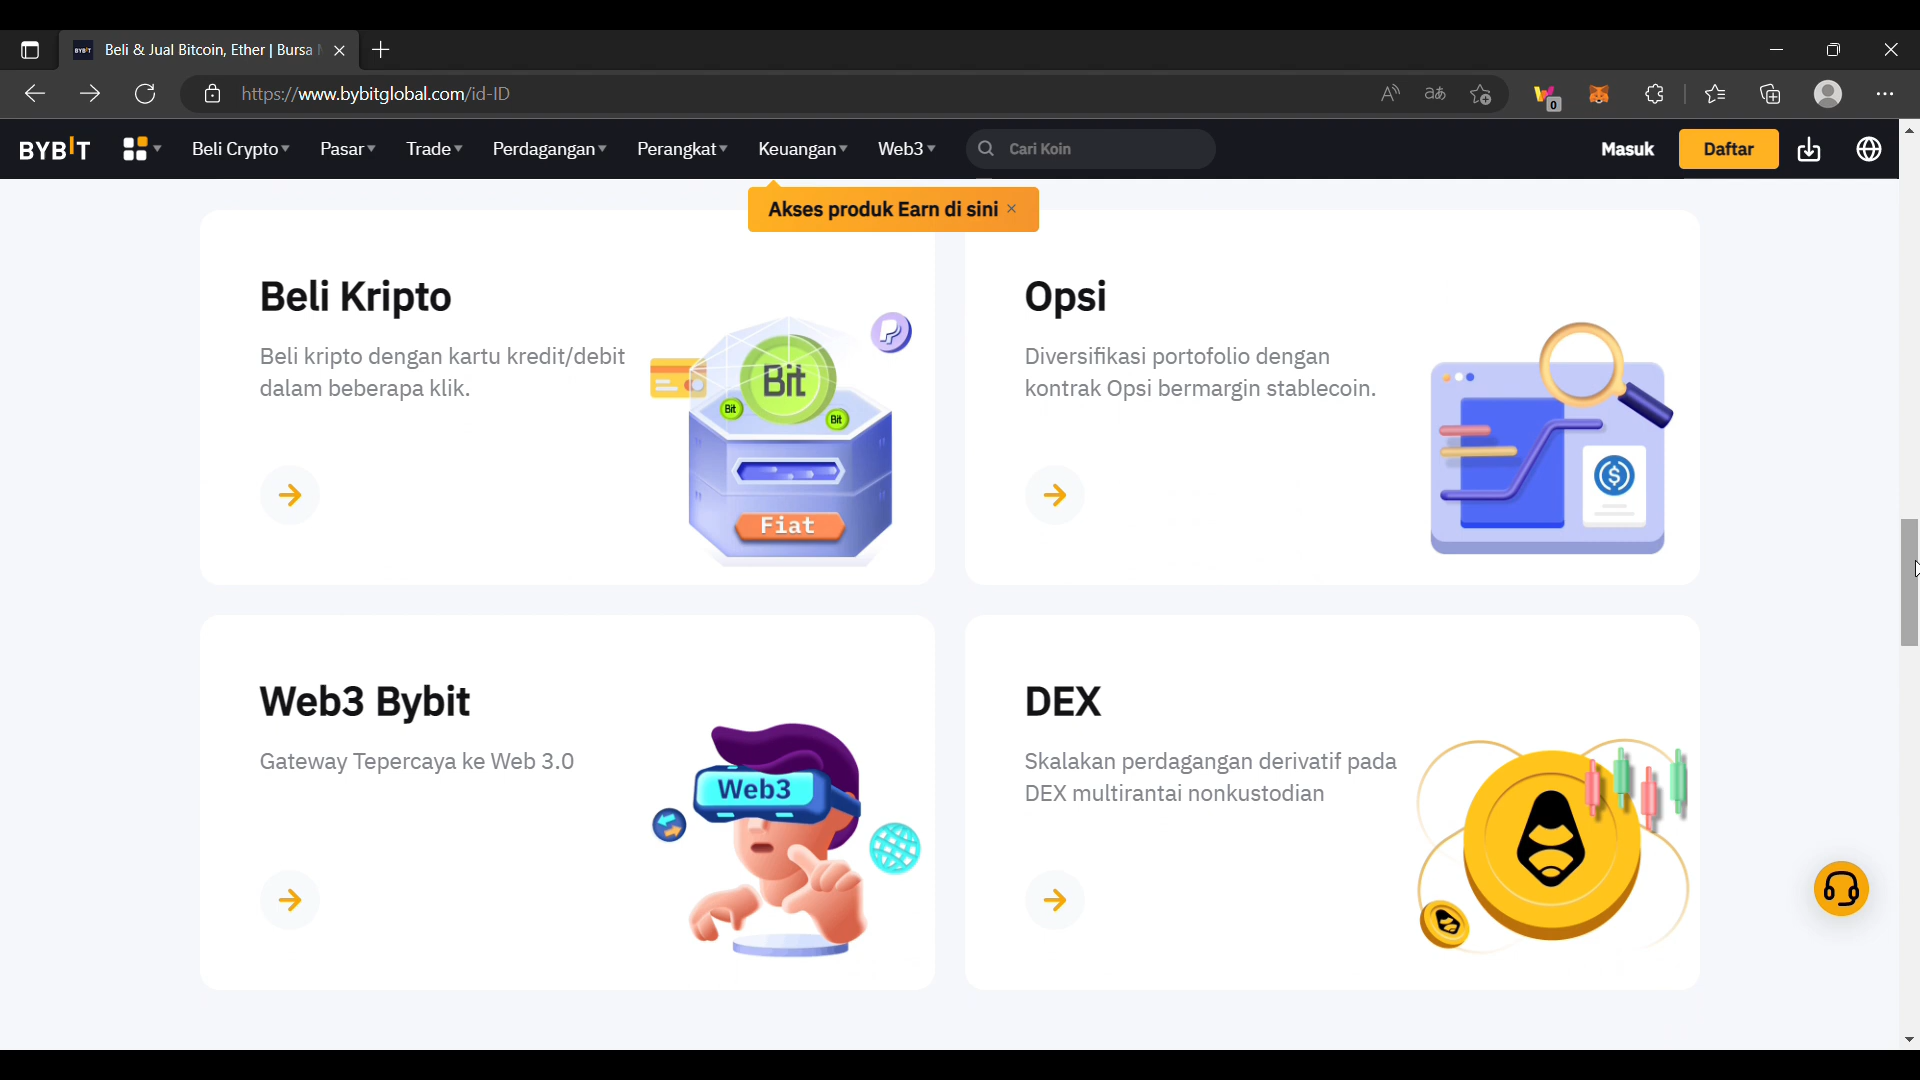 BYBIT
Beli & Jual Bitcoin, Ether | Bursa
https://www.bybitglobal.com/id-ID
0
BYBIT
Beli Crypto
Pasar
Trade
Perdagangan
Perangkat
Keuangan
Web3
Cari Koin
Masuk
Daftar
Akses produk Earn di sini
Beli Kripto
Beli kripto dengan kartu kredit/debit
dalam beberapa klik.
Bit
Bit
Bit
Fiat
Opsi
Diversifikasi portofolio dengan
kontrak Opsi bermargin stablecoin.
$
Web3 Bybit
Gateway Tepercaya ke Web 3.0
Web3
DEX
Skalakan perdagangan derivatif pada
DEX multirantai nonkustodian